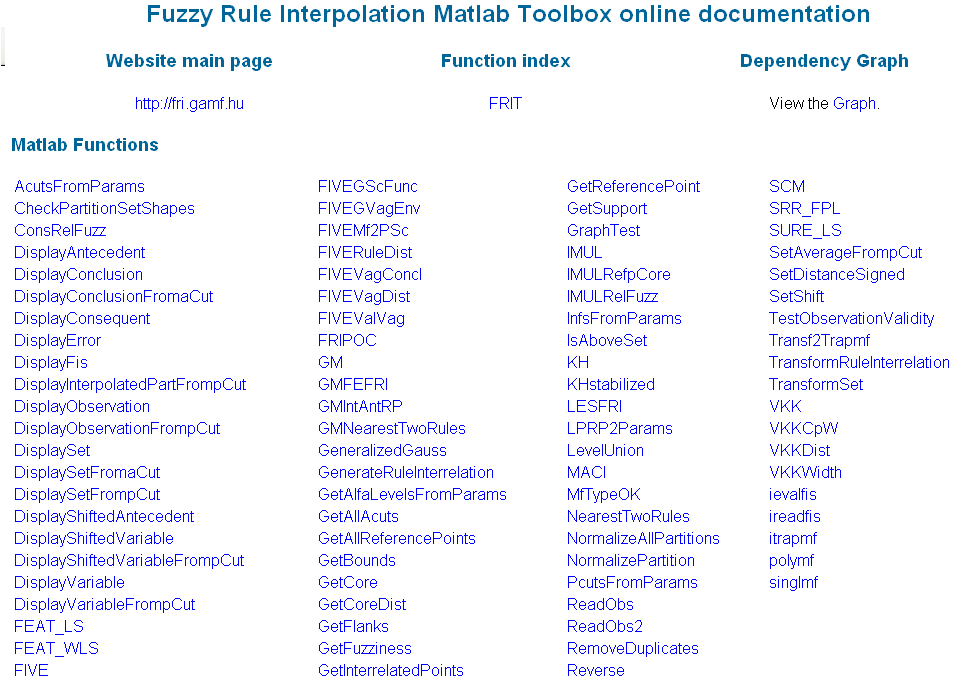 Fuzzy Rule Interpolation Matlab Toolbox online documentation
Website main page Function index Dependency Graph
http://fri.gamf.hu FRIT View the Graph.
Matlab Functions
AcutsFromParams FIVEGScFunc GetReferencePoint SCM
CheckPartitionSetShapes FIVEGVagEnv GetSupport SRR_FPL
ConsRelFuzz FIVEMf2PSc GraphTest SURE_LS
DisplayAntecedent FIVERuleDist IMUL SetAverageFrompCut
DisplayConclusion FIVEVagConcl IMULRefpCore SetDistanceSigned
DisplayConclusionFromaCut FIVEVagDist IMULRelFuzz SetShift
DisplayConsequent FIVEValVag InfsFromParams TestObservationValidity
DisplayError FRIPOC IsAboveSet Transf2Trapmf
DisplayFis GM KH TransformRuleInterrelation
DisplayInterpolatedPartFrompCut GMFEFRI KHstabilized TransformSet
DisplayObservation GMIntAntRP LESFRI VKK
DisplayObservationFrompCut GMNearestTwoRules LPRP2Params VKKCpW
DisplaySet GeneralizedGauss LevelUnion VKKDist
DisplaySetFromaCut GenerateRuleInterrelation MACI VKKWidth
DisplaySetFrompCut GetAlfaLevelsFromParams MfTypeOK ievalfis
DisplayShiftedAntecedent GetAllAcuts NearestTwoRules ireadfis
DisplayShiftedVariable GetAllReferencePoints NormalizeAllPartitions itrapmf
DisplayShiftedVariableFrompCut GetBounds NormalizePartition polymf
DisplayVariable GetCore PcutsFromParams singlmf
DisplayVariableFrompCut GetCoreDist ReadObs
FEAT_LS GetFlanks ReadObs2
FEAT_WLS GetFuzziness RemoveDuplicates
FIVE GetInterrelatedPoints Reverse